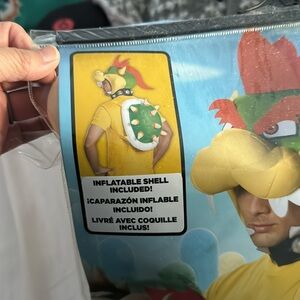 INFLATABLE SHELL
INCLUDED!
¡CAPARAZÓN INFLABLE
INCLUIDO!
LIVRÉ AVEC COQUILLE
INCLUS!